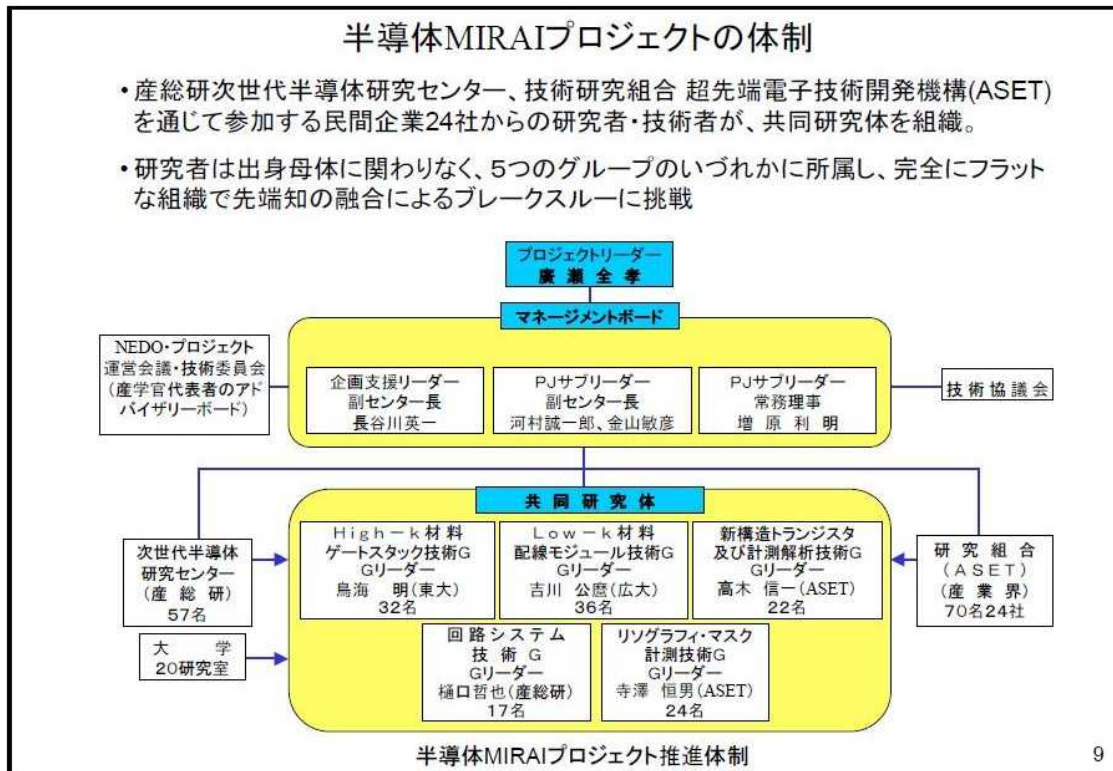 半導体MIRAIプロジェクトの体制
・産総研次世代半導体研究センター、技術研究組合 超先端電子技術開発機構(ASET)
を通じて参加する民間企業24社からの研究者・技術者が、共同研究体を組織。
・研究者は出身母体に関わりなく、5つのグループのいづれかに所属し、完全にフラット
な組織で先端知の融合によるブレークスルーに挑戦
プロジェクトリーダー
廣瀬全孝
マネージメントボード
NEDO・プロジェクト
運営会議・技術委員会
(産学官代表者のアド
バイザリーボード)
企画支援リーダー
副センター長
長谷川英一
PJサブリーダー
副センター長
河村誠一郎、金山敏彦
PJサブリーダー
常務理事
増原利明
技術協議会
共同研究体
次世代半導体
研究センター
(産総研)
57名
High-k材料
ゲートスタック技術G
Gリーダー
鳥海 明(東大)
32名
Low-k材料
配線モジュール技術G
Gリーダー
吉川 公麿(広大)
36名
新構造トランジスタ
及び計測解析技術G
Gリーダー
高木 信一(ASET)
22名
研究組合
(ASET)
(産業界)
70名24社
大 学
20研究室
回路システム
技術G
Gリーダー
樋口哲也(産総研)
17名
リソグラフィ・マスク
計測技術G
Gリーダー
寺澤 恒男(ASET)
24名
半導体MIRAIプロジェクト推進体制
9